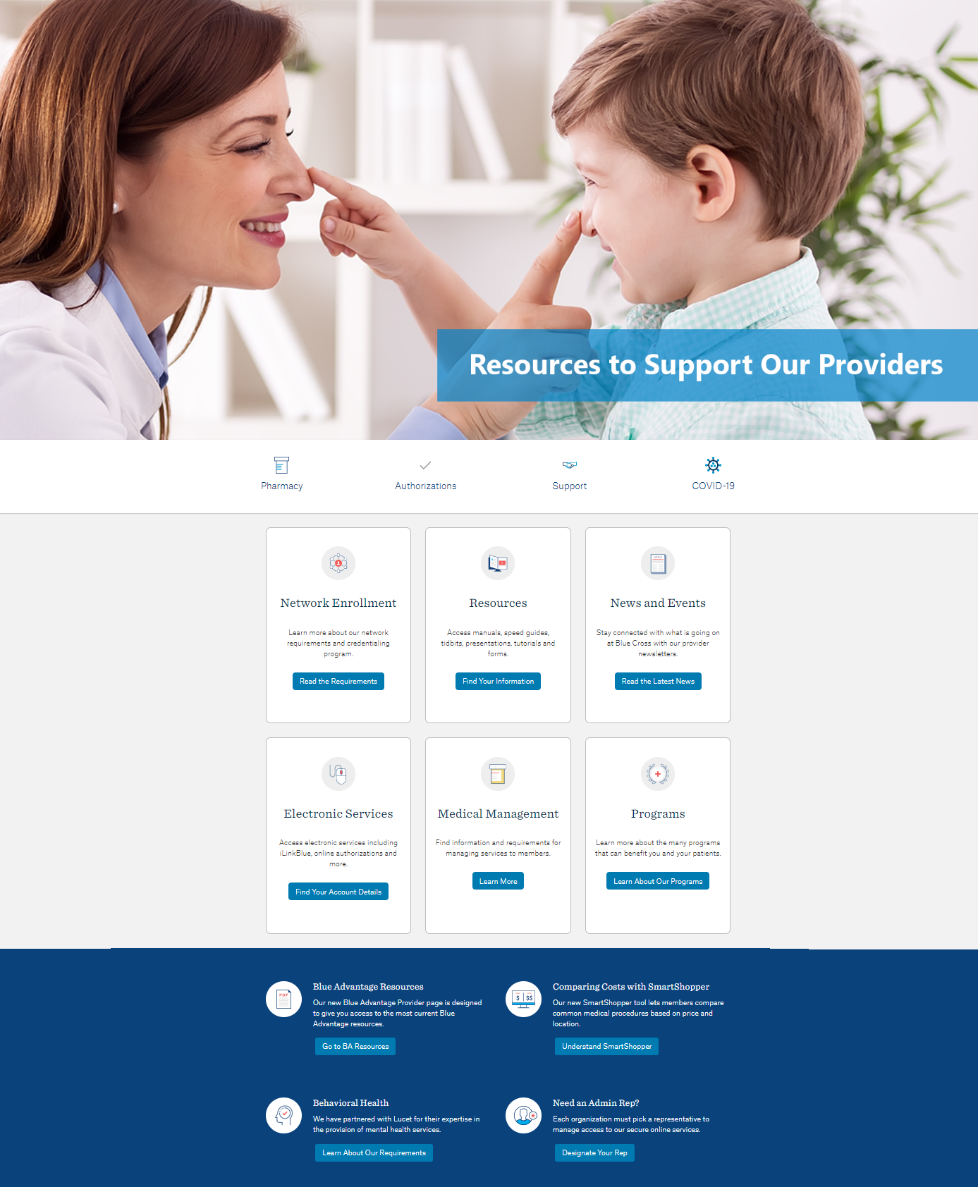 Resources to Support Our Providers
Pharmacy
Authorizations
Support
COVID-19
Network Enrollment
Learn more about our network
requirements and credentialing
program.
Read the Requirements
Resources
Access manuals, speed guides,
tidbits, presentations, tutorials and
forms.
Find Your Information
News and Events
Stay connected with what is going on
at Blue Cross with our provider
newsletters.
Read the Latest News
Electronic Services
Access electronic services including
iLinkBlue, online authorizations and
more.
Find Your Account Details
Medical Management
Find information and requirements for
managing services to members.
Learn More
Programs
Learn more about the many programs
that can benefit you and your patients.
Learn About Our Programs
PDF
Blue Advantage Resources
Our new Blue Advantage Provider page is designed
to give you access to the most current Blue
Advantage resources.
Go to BA Resources
$ $$
Comparing Costs with SmartShopper
Our new SmartShopper tool lets members compare
common medical procedures based on price and
location.
Understand SmartShopper
Behavioral Health
We have partnered with Lucet for their expertise in
the provision of mental health services.
Learn About Our Requirements
Need an Admin Rep?
Each organization must pick a representative to
manage access to our secure online services.
Designate Your Rep